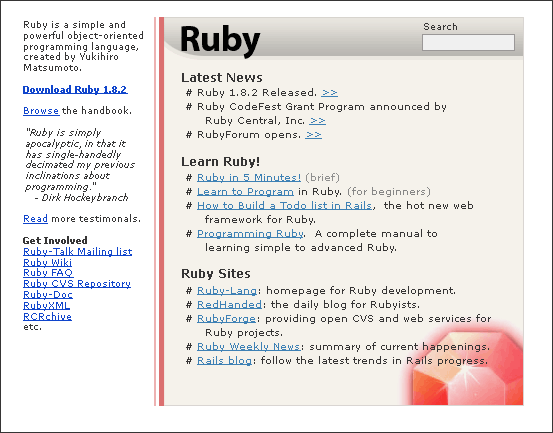 Ruby is a simple and
powerful object-oriented
programming language,
created by Yukihiro
Matsumoto.
Download Ruby 1.8.2
Browse the handbook.
"Ruby is simply
apocalyptic, in that it
has single-handedly
decimated my previous
inclinations about
programming."
- Dirk Hockeybranch
Read more testimonals.
Get Involved
Ruby-Talk Mailing list
Ruby Wiki
Ruby FAQ
Ruby CVS Repository
Ruby-Doc
RubyXML
RCRchive
etc.
Ruby
Search
Latest News
# Ruby 1.8.2 Released. >>
# Ruby CodeFest Grant Program announced by
Ruby Central, Inc. >>
# RubyForum opens. >>
Learn Ruby!
# Ruby in 5 Minutes! (brief)
# Learn to Program in Ruby. (for beginners)
# How to Build a Todo list in Rails, the hot new web
framework for Ruby.
# Programming Ruby. A complete manual to
learning simple to advanced Ruby.
Ruby Sites
# Ruby-Lang: homepage for Ruby development.
# RedHanded: the daily blog for Rubyists.
# RubyForge: providing open CVS and web services for
Ruby projects.
# Ruby Weekly News: summary of current happenings.
# Rails blog: follow the latest trends in Rails progress.